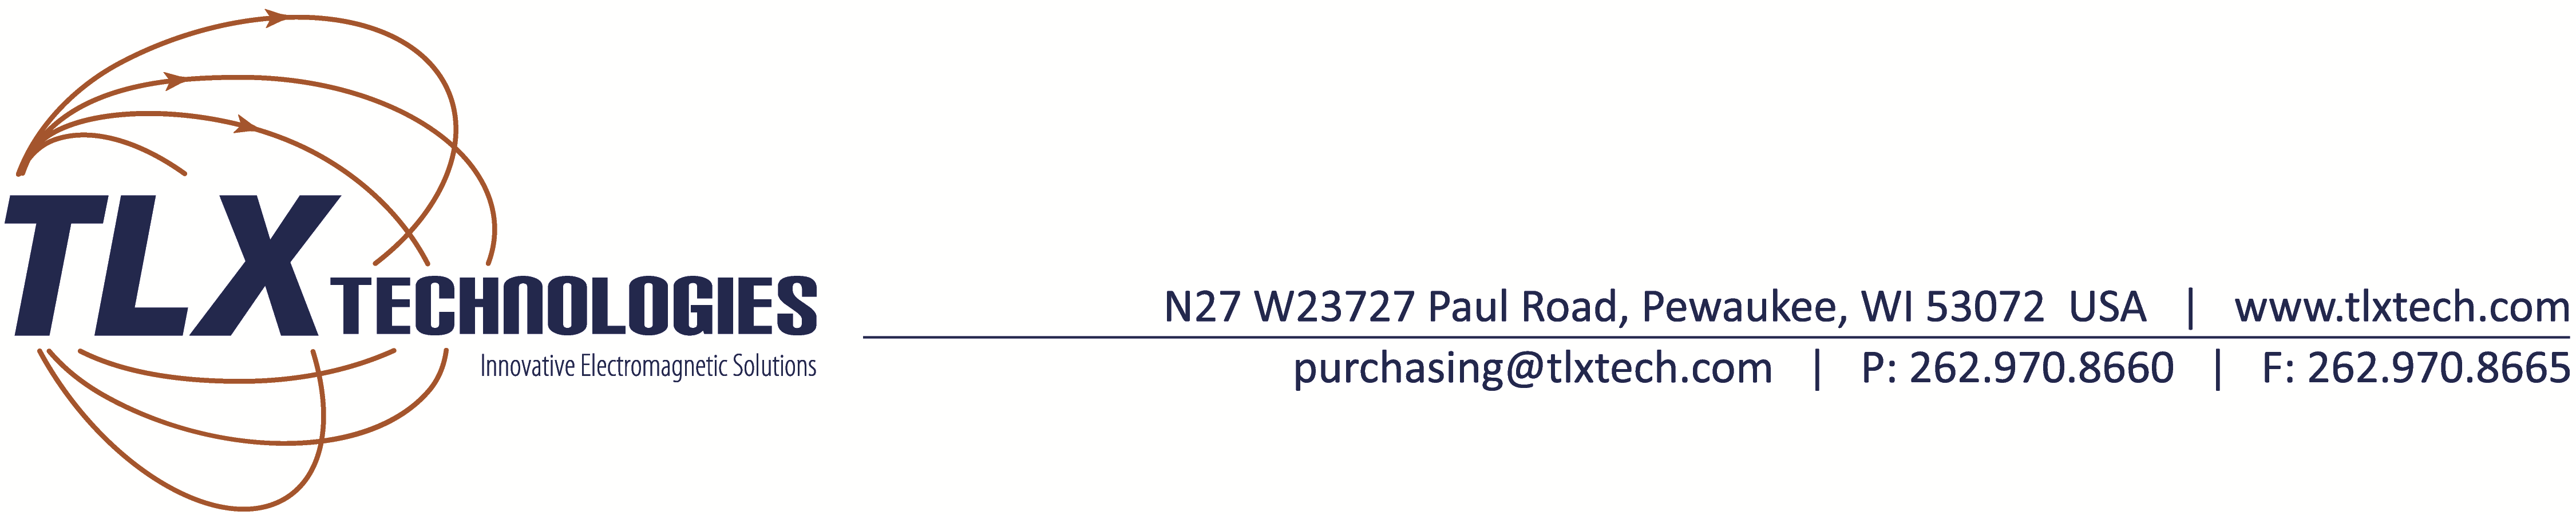 TLX TECHNOLOGIES
Innovative Electromagnetic Solutions
N27 W23727 Paul Road, Pewaukee, WI 53072 USA | www.tlxtech.com
purchasing@tlxtech.com | P: 262.970.8660 | F: 262.970.8665